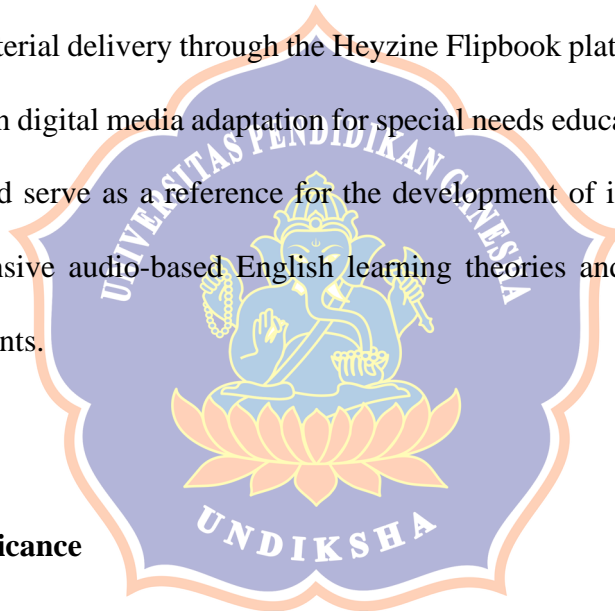 terial delivery through the Heyzine Flipbook plat
n digital media adaptation for special needs educa
UNIVERSITAS PENDIDIKAN GANESHA
d serve as a reference for the development of i
nsive audio-based English learning theories and
nts.
UNDIKSHA
icance